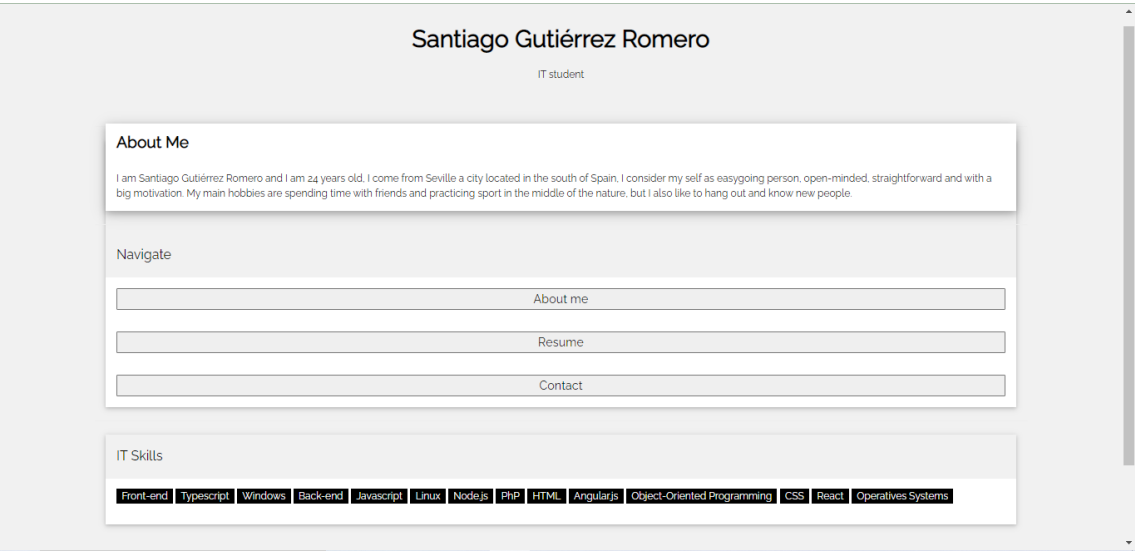 Santiago Gutiérrez Romero
IT student
About Me
I am Santiago Gutiérrez Romero and I am 24 years old, I come from Seville a city located in the south of Spain, I consider my self as easygoing person, open-minded, straightforward and with a
big motivation. My main hobbies are spending time with friends and practicing sport in the middle of the nature, but I also like to hang out and know new people.
Navigate
About me
Resume
Contact
IT Skills
Front-end Typescript Windows Back-end Javascript Linux Node.js PhP HTML Angular.js Object-Oriented Programming CSS React Operatives Systems